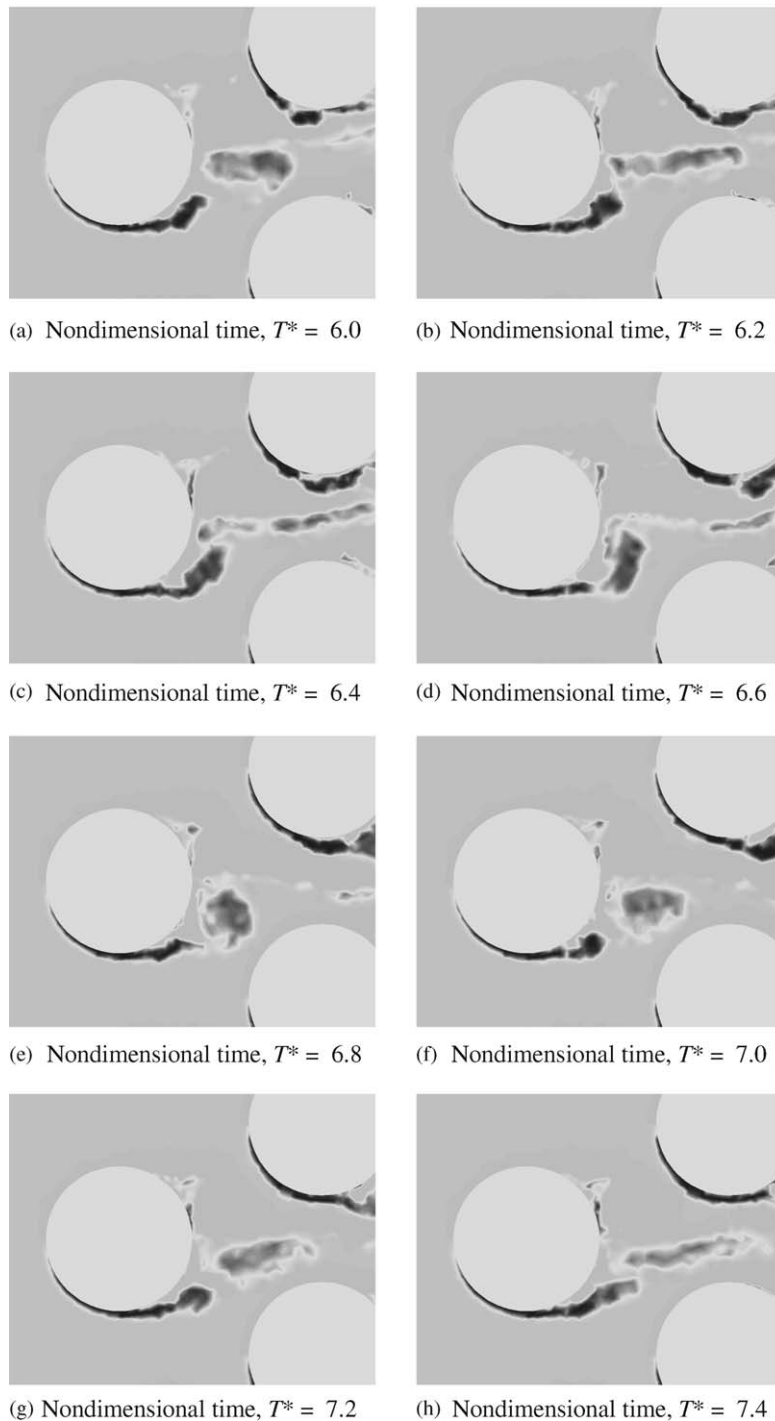 (a) Nondimensional time, T* = 6.0
(b) Nondimensional time, T* = 6.2
(c) Nondimensional time, T* = 6.4
(d) Nondimensional time, T* = 6.6
(e) Nondimensional time, T* = 6.8
(f) Nondimensional time, T* = 7.0
(g) Nondimensional time, T* = 7.2
(h) Nondimensional time, T* = 7.4